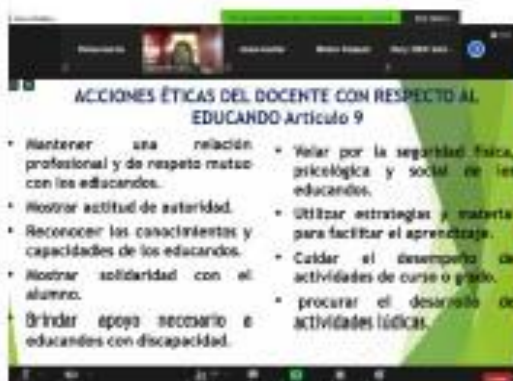 ACCIONES ÉTICAS DEL DOCENTE CON RESPECTO AL
EDUCANDO Artículo 9
• Mantener una relación
profesional y de respeto mutuo
con los educandos.
• Mostrar actitud de autoridad.
• Reconocer los conocimientos y
capacidades de los educandos.
• Mostrar solidaridad con el
alumno.
• Brindar apoyo necesario a
educandos con discapacidad.
• Velar por la seguridad física,
psicológica y social de los
educandos.
• Utilizar estrategias y material
para facilitar el aprendizaje.
• Cuidar el desempeño de
actividades de curso o grado.
• procurar el desarrollo de
actividades lúdicas.